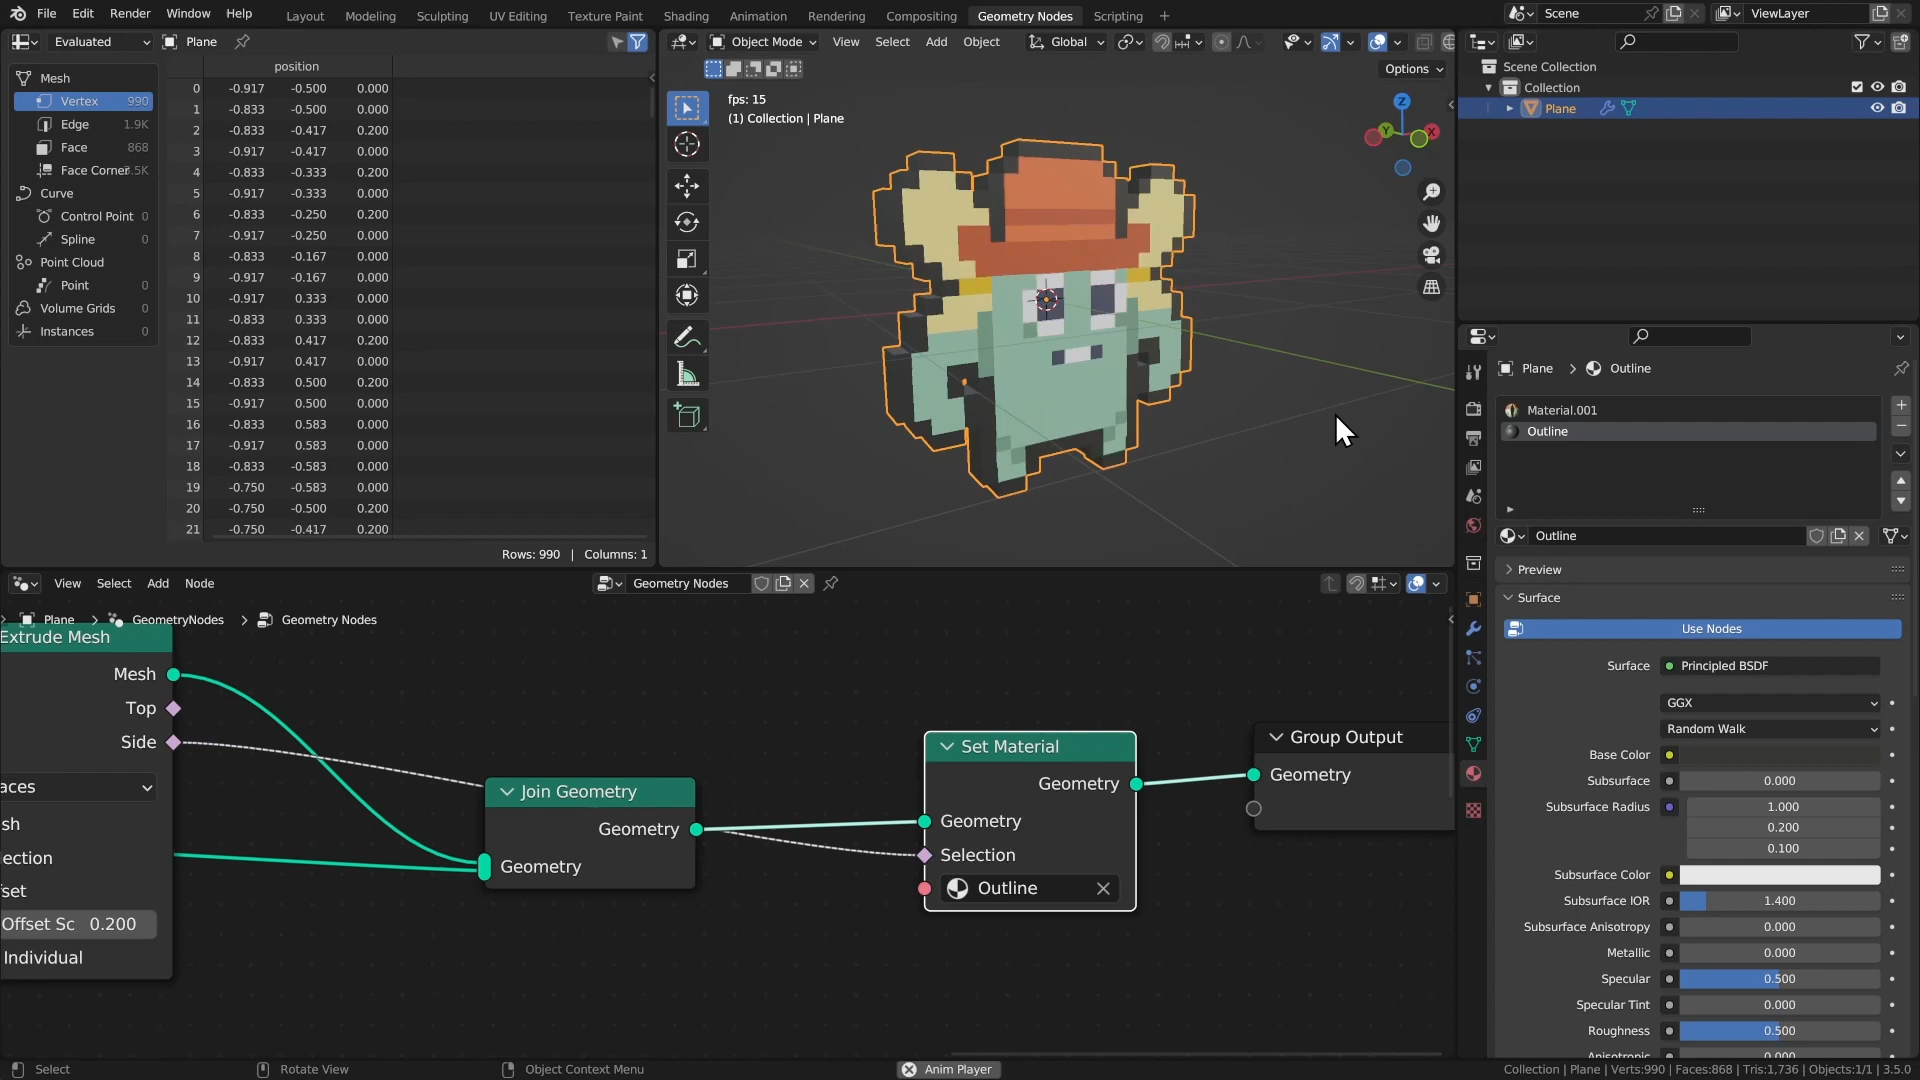 File Edit Render Window Help Layout Modeling Sculpting UV Editing Texture Paint Shading Animation Rendering Compositing Geometry Nodes Scripting + Scene ViewLayer
Evaluated Plane
Object Mode View Select Add Object Global
Options
position
Mesh
Vertex 990
Edge 1.9K
Face 868
Face Corner 3.5K
Curve
Control Point 0
Spline 0
Point Cloud
Point 0
Volume Grids 0
Instances 0
0 -0.917 -0.500 0.000
1 -0.833 -0.500 0.000
2 -0.833 -0.417 0.200
3 -0.917 -0.417 0.000
4 -0.833 -0.333 0.200
5 -0.917 -0.333 0.000
6 -0.833 -0.250 0.200
7 -0.917 -0.250 0.000
8 -0.833 -0.167 0.200
9 -0.917 -0.167 0.000
10 -0.917 0.333 0.000
11 -0.833 0.333 0.000
12 -0.833 0.417 0.200
13 -0.917 0.417 0.000
14 -0.833 0.500 0.200
15 -0.917 0.500 0.000
16 -0.833 0.583 0.000
17 -0.917 0.583 0.000
18 -0.833 -0.583 0.000
19 -0.750 -0.583 0.000
20 -0.750 -0.500 0.200
21 -0.750 -0.417 0.200
Rows: 990 | Columns: 1
fps: 15
(1) Collection | Plane
Z
Y
X
Scene Collection
Collection
Plane
Plane > Outline
Material.001
Outline
Outline
Preview
Surface
Use Nodes
Surface Principled BSDF
GGX
Random Walk
Base Color
Subsurface 0.000
Subsurface Radius 1.000
0.200
0.100
Subsurface Color
Subsurface IOR 1.400
Subsurface Anisotropy 0.000
Metallic 0.000
Specular 0.500
Specular Tint 0.000
Roughness 0.500
Anisotropic 0.000
View Select Add Node Geometry Nodes
Plane > GeometryNodes > Geometry Nodes
Extrude Mesh
Mesh
Top
Side
aces
sh
ection
set
Offset Sc 0.200
Individual
Join Geometry
Geometry
Geometry
Set Material
Geometry
Geometry
Selection
Outline
Group Output
Geometry
Select Rotate View Object Context Menu Anim Player Collection | Plane | Verts:990 | Faces:868 | Tris:1,736 | Objects:1/1 | 3.5.0